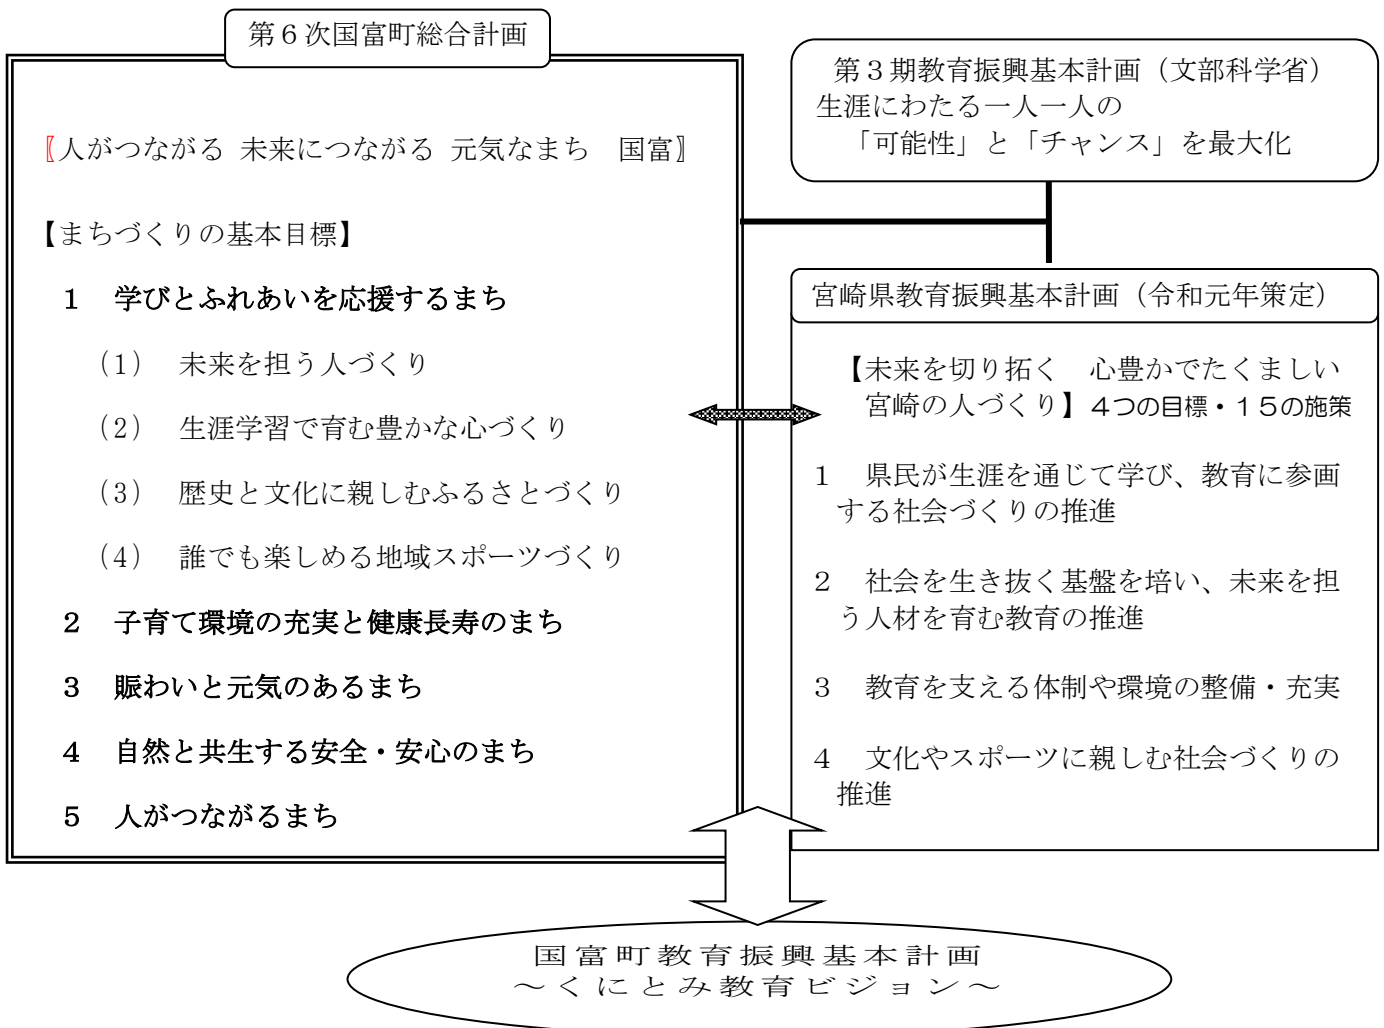 第６次国富町総合計画
〖人がつながる 未来につながる 元気なまち　国富〗
【まちづくりの基本目標】
１　学びとふれあいを応援するまち
(1)　未来を担う人づくり
(2)　生涯学習で育む豊かな心づくり
(3)　歴史と文化に親しむふるさとづくり
(4)　誰でも楽しめる地域スポーツづくり
２　子育て環境の充実と健康長寿のまち
３　賑わいと元気のあるまち
４　自然と共生する安全・安心のまち
５　人がつながるまち
第３期教育振興基本計画（文部科学省）
生涯にわたる一人一人の
「可能性」と「チャンス」を最大化
宮崎県教育振興基本計画（令和元年策定）
【未来を切り拓く　心豊かでたくましい
宮崎の人づくり】４つの目標・１５の施策
１　県民が生涯を通じて学び、教育に参画
する社会づくりの推進
２　社会を生き抜く基盤を培い、未来を担
う人材を育む教育の推進
３　教育を支える体制や環境の整備・充実
４　文化やスポーツに親しむ社会づくりの
推進
国富町教育振興基本計画
～くにとみ教育ビジョン～